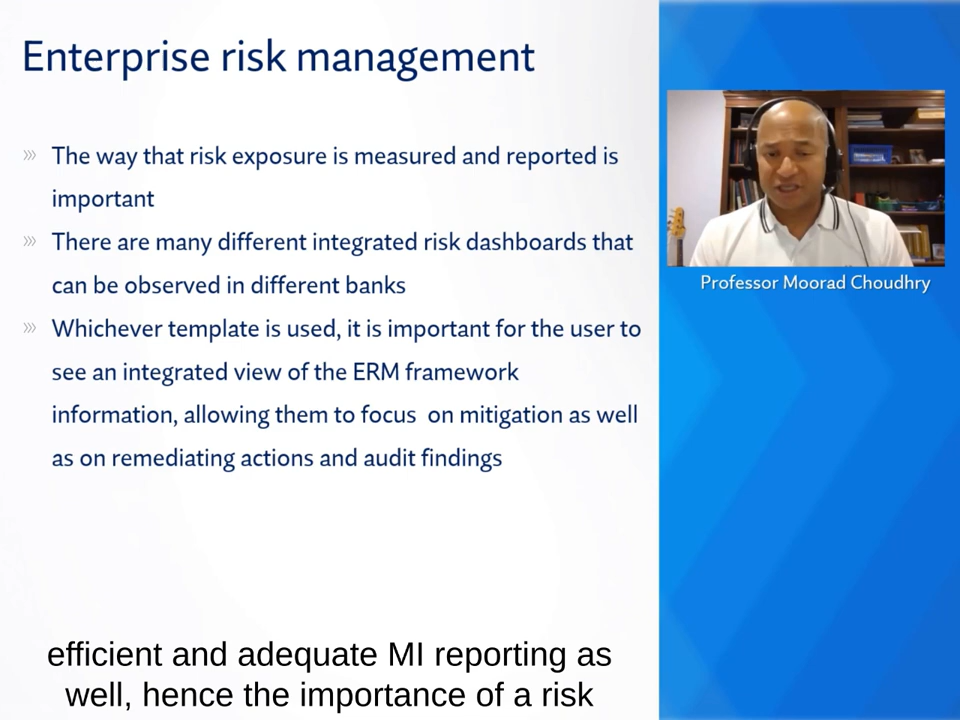 Enterprise risk management
The way that risk exposure is measured and reported is
important
There are many different integrated risk dashboards that
can be observed in different banks
Whichever template is used, it is important for the user to
see an integrated view of the ERM framework
information, allowing them to focus on mitigation as well
as on remediating actions and audit findings
Professor Moorad Choudhry
efficient and adequate MI reporting as
well, hence the importance of a risk